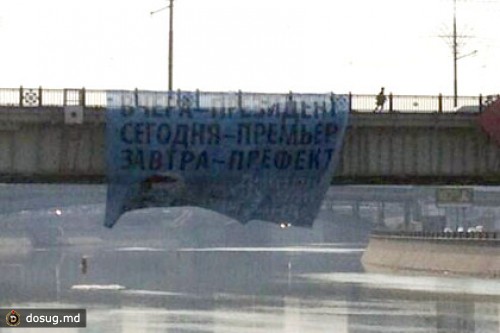 ВЧЕРА–ПРЕЗИДЕНТ
СЕГОДНЯ–ПРЕМЬЕР
ЗАВТРА–ПРЕФЕКТ
dosug.md